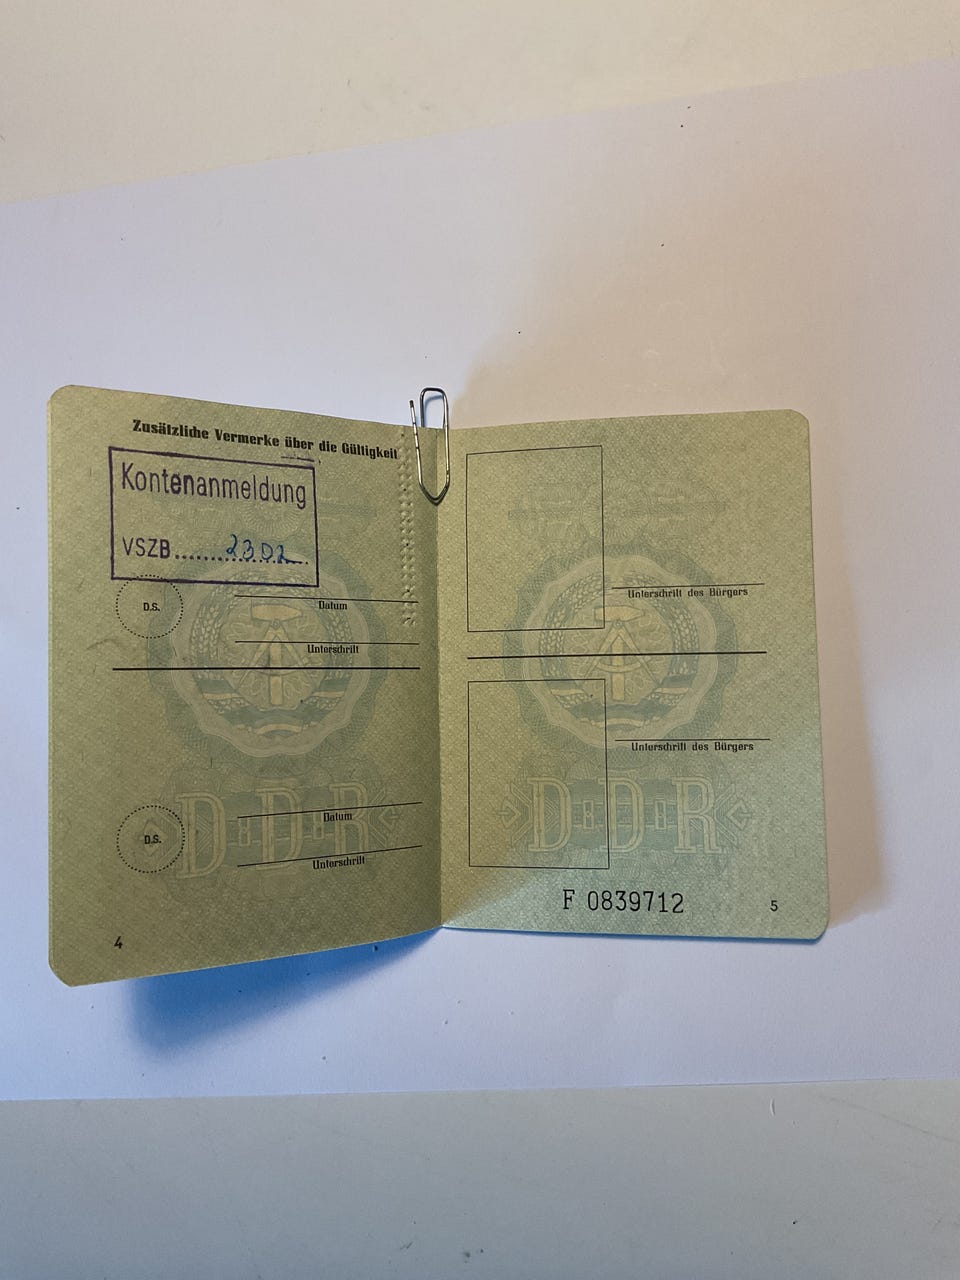 Zusätzliche Vermerke über die Gültigkeit
Kontenanmeldung
VSZB....... 2302
D.S.
Datum
Unterschrift
D.S.
Datum
Unterschrift
DDR
4
Unterschrift des Bürgers
Unterschrift des Bürgers
DDR
F 0839712
5